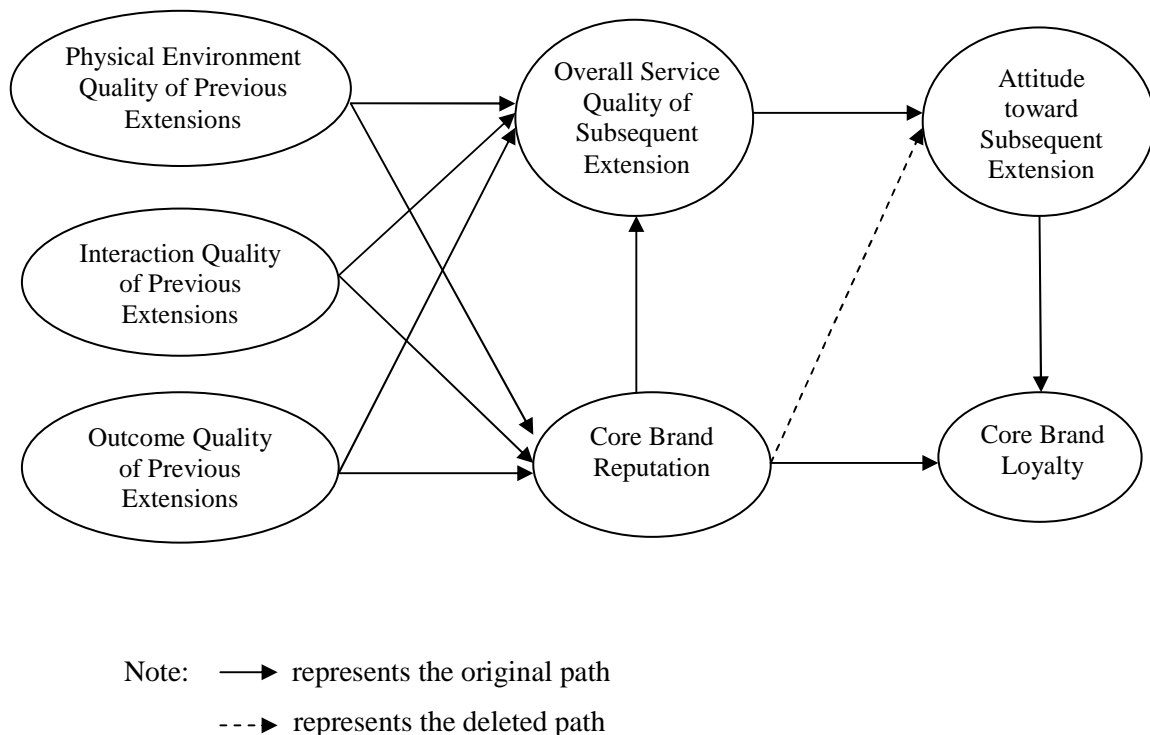 Physical Environment
Quality of Previous
Extensions
Overall Service
Quality of
Subsequent
Extension
Attitude
toward
Subsequent
Extension
Interaction Quality
of Previous
Extensions
Outcome Quality
of Previous
Extensions
Core Brand
Reputation
Core Brand
Loyalty
Note: represents the original path
represents the deleted path